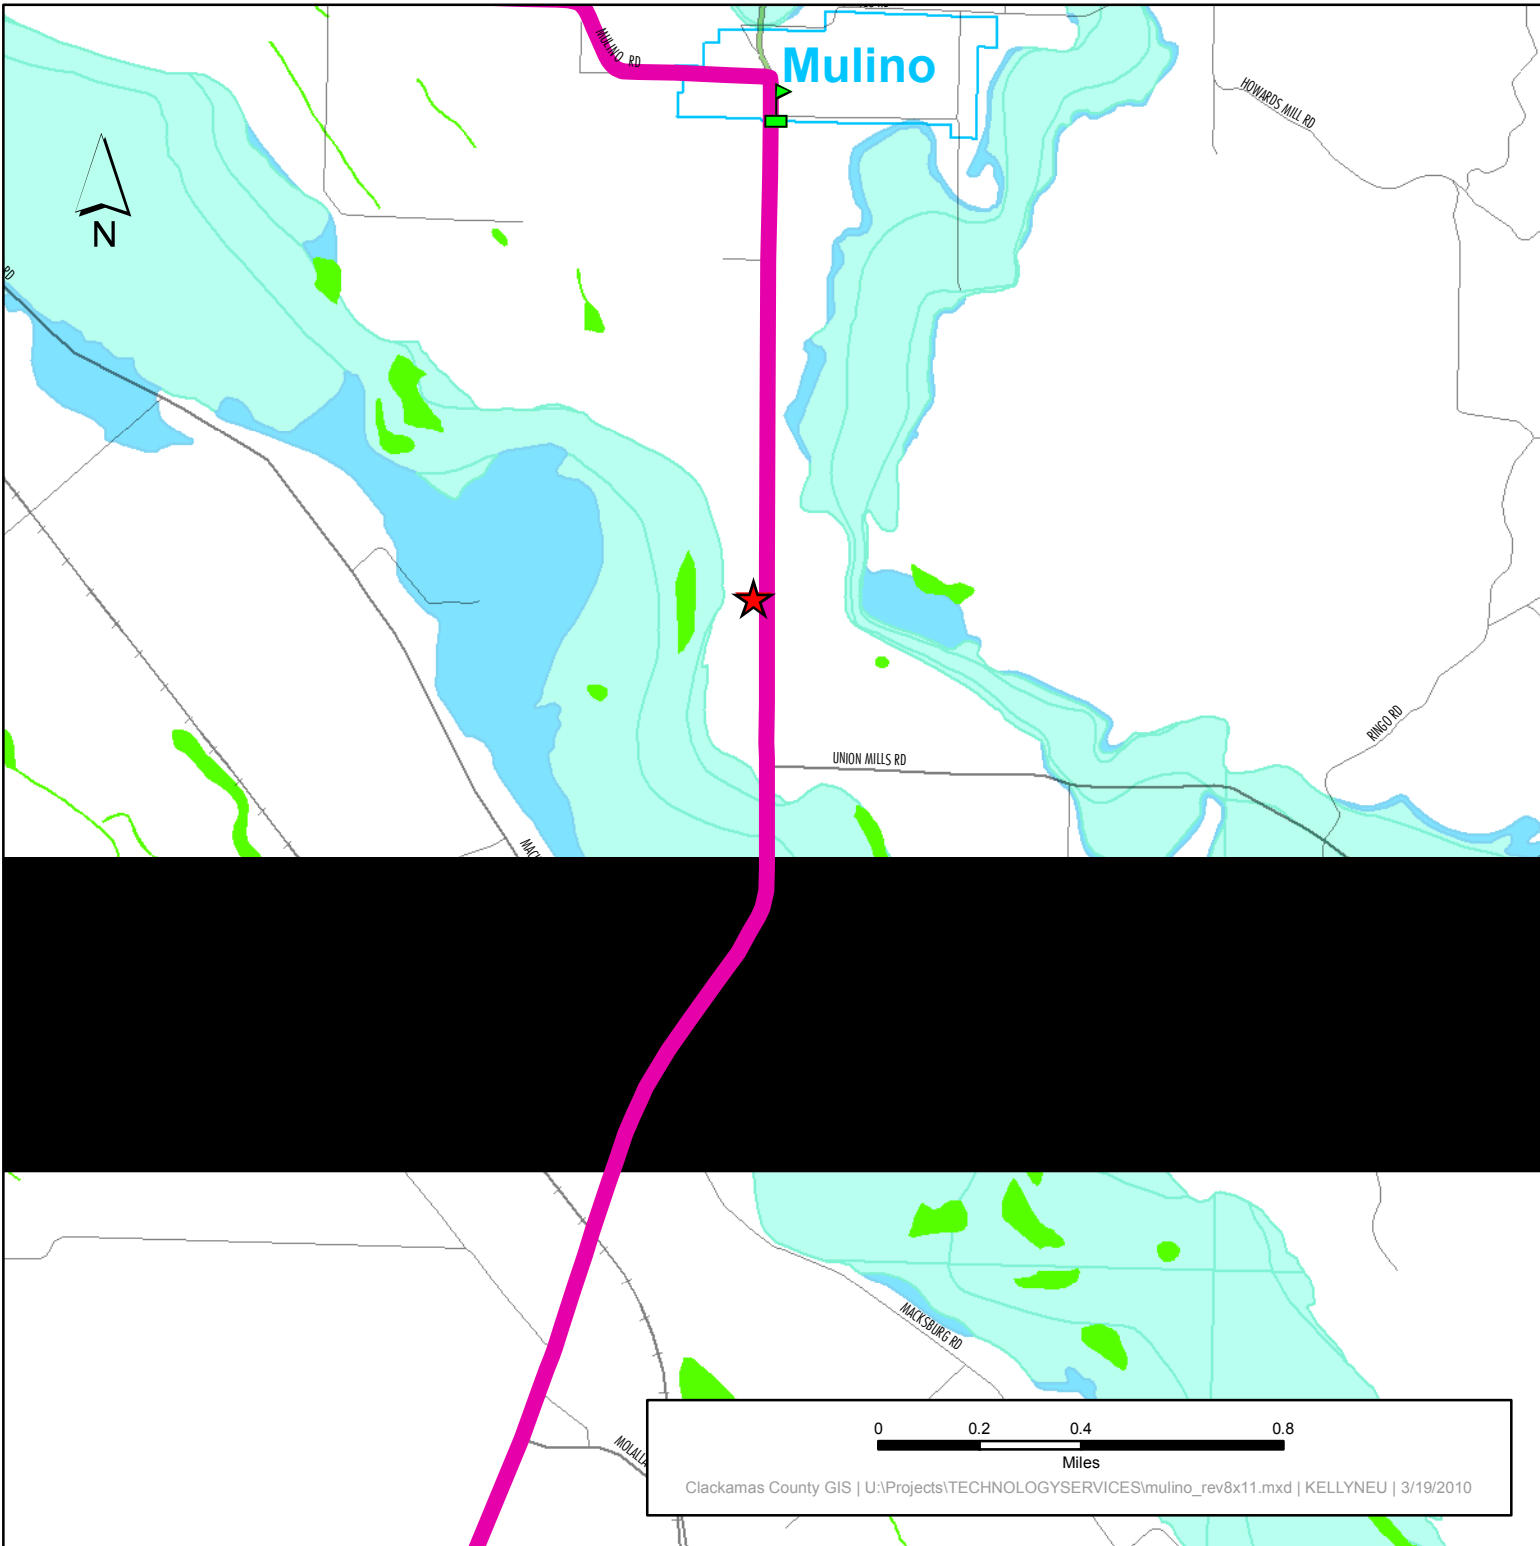 MULINO RD
Mulino
HOWARDS MILL RD
N
RD
UNION MILLS RD
RINGO RD
MACKSBURG RD
0 0.2 0.4 0.8
Miles
Clackamas County GIS | U:\Projects\TECHNOLOGYSERVICES\mulino_rev8x11.mxd | KELLYNEU | 3/19/2010